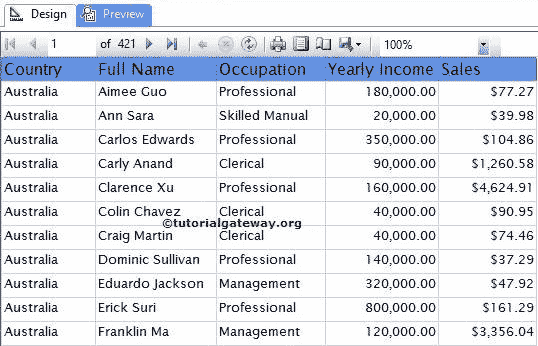 Design Preview
1 of 421 100%
Country Full Name Occupation Yearly Income Sales
Australia Aimee Guo Professional 180,000.00 $77.27
Australia Ann Sara Skilled Manual 20,000.00 $39.98
Australia Carlos Edwards Professional 350,000.00 $104.86
Australia Carly Anand Clerical 90,000.00 $1,260.58
Australia Clarence Xu Professional 160,000.00 $4,624.91
Australia Colin Chavez Clerical 40,000.00 $90.95
©tutorialgateway.org
Australia Craig Martin Clerical 40,000.00 $74.46
Australia Dominic Sullivan Professional 140,000.00 $37.29
Australia Eduardo Jackson Management 320,000.00 $47.92
Australia Erick Suri Professional 800,000.00 $161.29
Australia Franklin Ma Management 120,000.00 $3,356.04